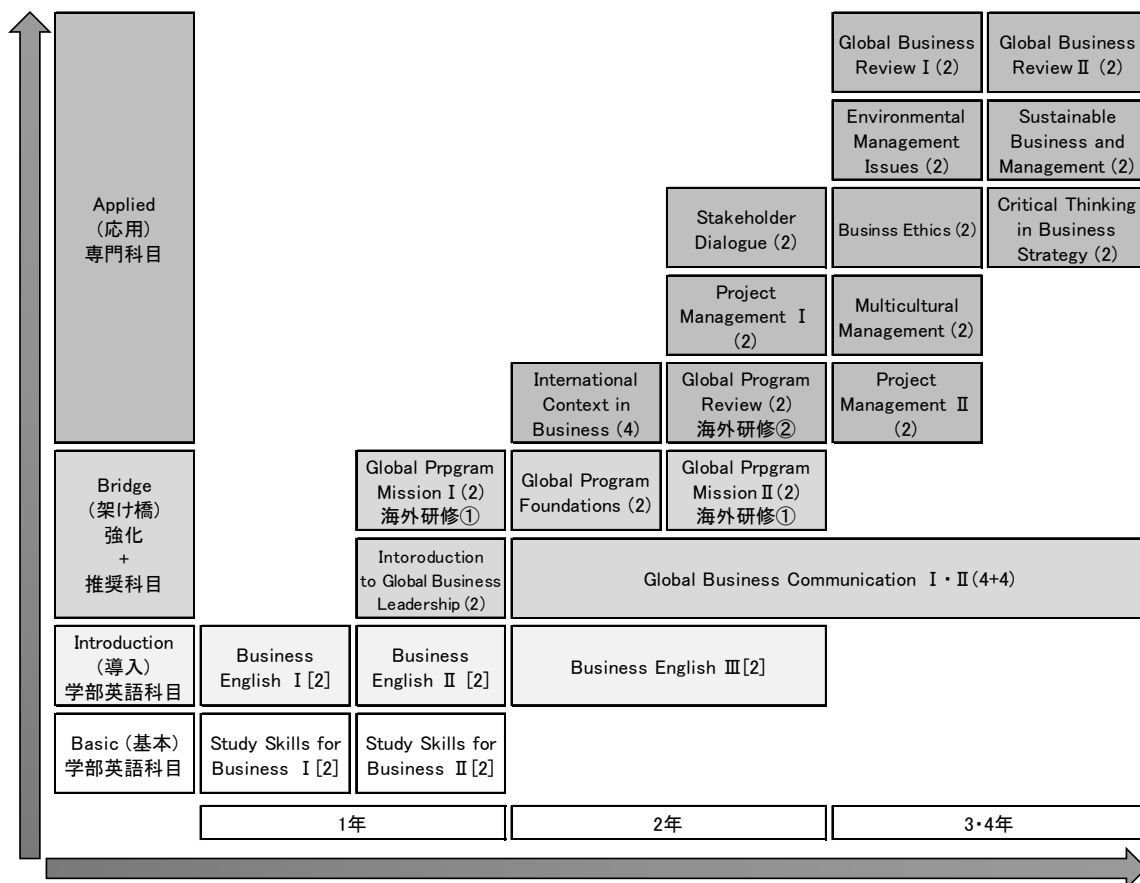 Global Business
Review Ⅰ (2)
Global Business
Review Ⅱ (2)
Environmental
Management
Issues (2)
Sustainable
Business and
Management (2)
Applied
(応用)
専門科目
Stakeholder
Dialogue (2)
Businss Ethics (2)
Critical Thinking
in Business
Strategy (2)
Project
Management Ⅰ
(2)
Multicultural
Management (2)
International
Context in
Business (4)
Global Program
Review (2)
海外研修②
Project
Management Ⅱ
(2)
Bridge
(架け橋)
強化
+
推奨科目
Global Prpgram
Mission Ⅰ (2)
海外研修①
Global Program
Foundations (2)
Global Prpgram
Mission Ⅱ (2)
海外研修①
Intoroduction
to Global Business
Leadership (2)
Global Business Communication Ⅰ・Ⅱ (4+4)
Introduction
(導入)
学部英語科目
Business
English Ⅰ [2]
Business
English Ⅱ [2]
Business English Ⅲ [2]
Basic (基本)
学部英語科目
Study Skills for
Business Ⅰ [2]
Study Skills for
Business Ⅱ [2]
1年
2年
3・4年